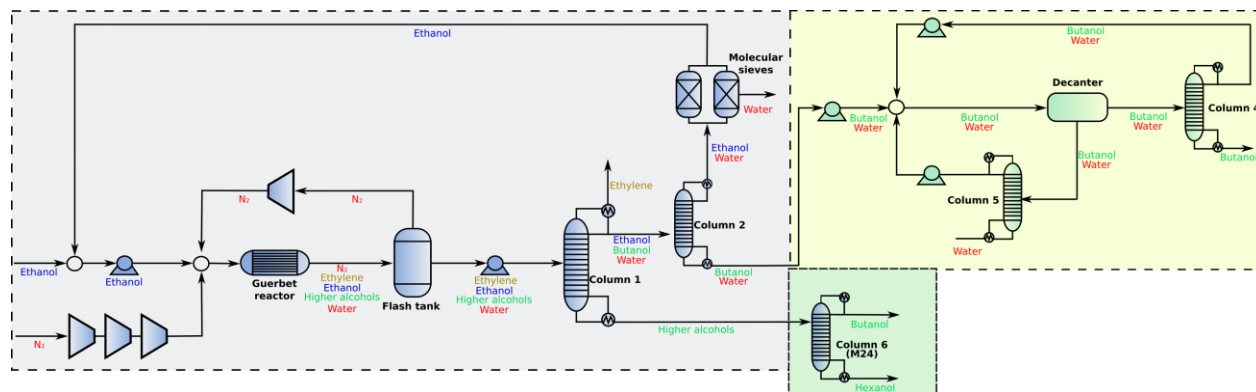 Ethanol
Molecular
sieves
Water
Ethanol
Water
Butanol
Water
Butanol
Water
Butanol
Water
Decanter
Butanol
Water
Column 4
Butanol
Butanol
Water
Column 5
Water
Ethylene
Column 2
Ethanol
Butanol
Water
Butanol
Water
N₂
N₂
Ethanol
Ethanol
Guerbet
reactor
N₂
Ethylene
Ethanol
Higher alcohols
Water
Flash tank
Ethylene
Ethanol
Higher alcohols
Water
Column 1
N₂
Higher alcohols
Butanol
Column 6
(M24)
Hexanol